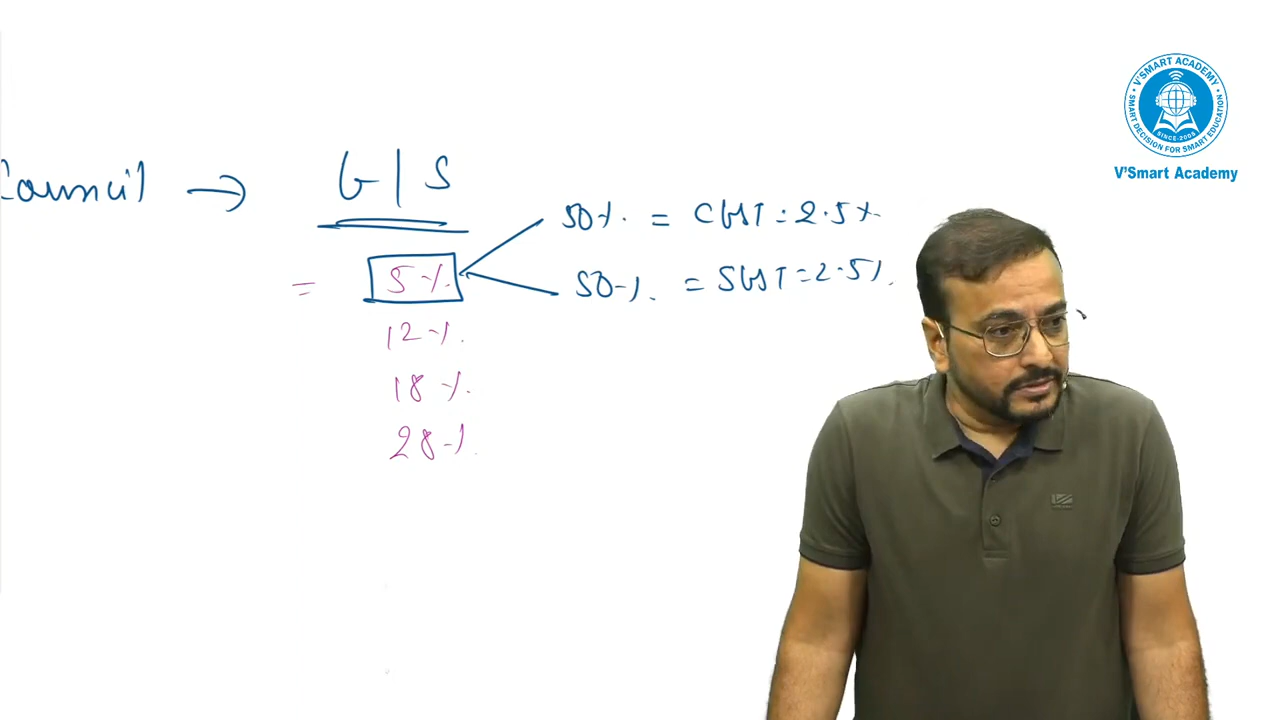 V'SMART ACADEMY
SMART DECISION FOR SMART EDUCATION
SINCE-2006
V'Smart Academy
Council → G/S
50%. = CGST = 2.5%
= 5%. 50%. = SGST = 2.5%.
12%.
18%.
28%.